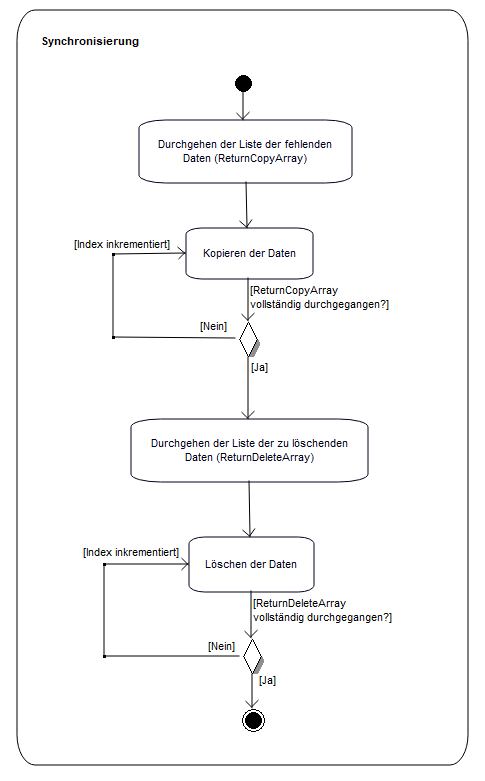 Synchronisierung
Durchgehen der Liste der fehlenden
Daten (ReturnCopyArray)
[Index inkrementiert]
Kopieren der Daten
[ReturnCopyArray
vollständig durchgegangen?]
[Nein]
[Ja]
Durchgehen der Liste der zu löschenden
Daten (ReturnDeleteArray)
[Index inkrementiert]
Löschen der Daten
[ReturnDeleteArray
vollständig durchgegangen?]
[Nein]
[Ja]